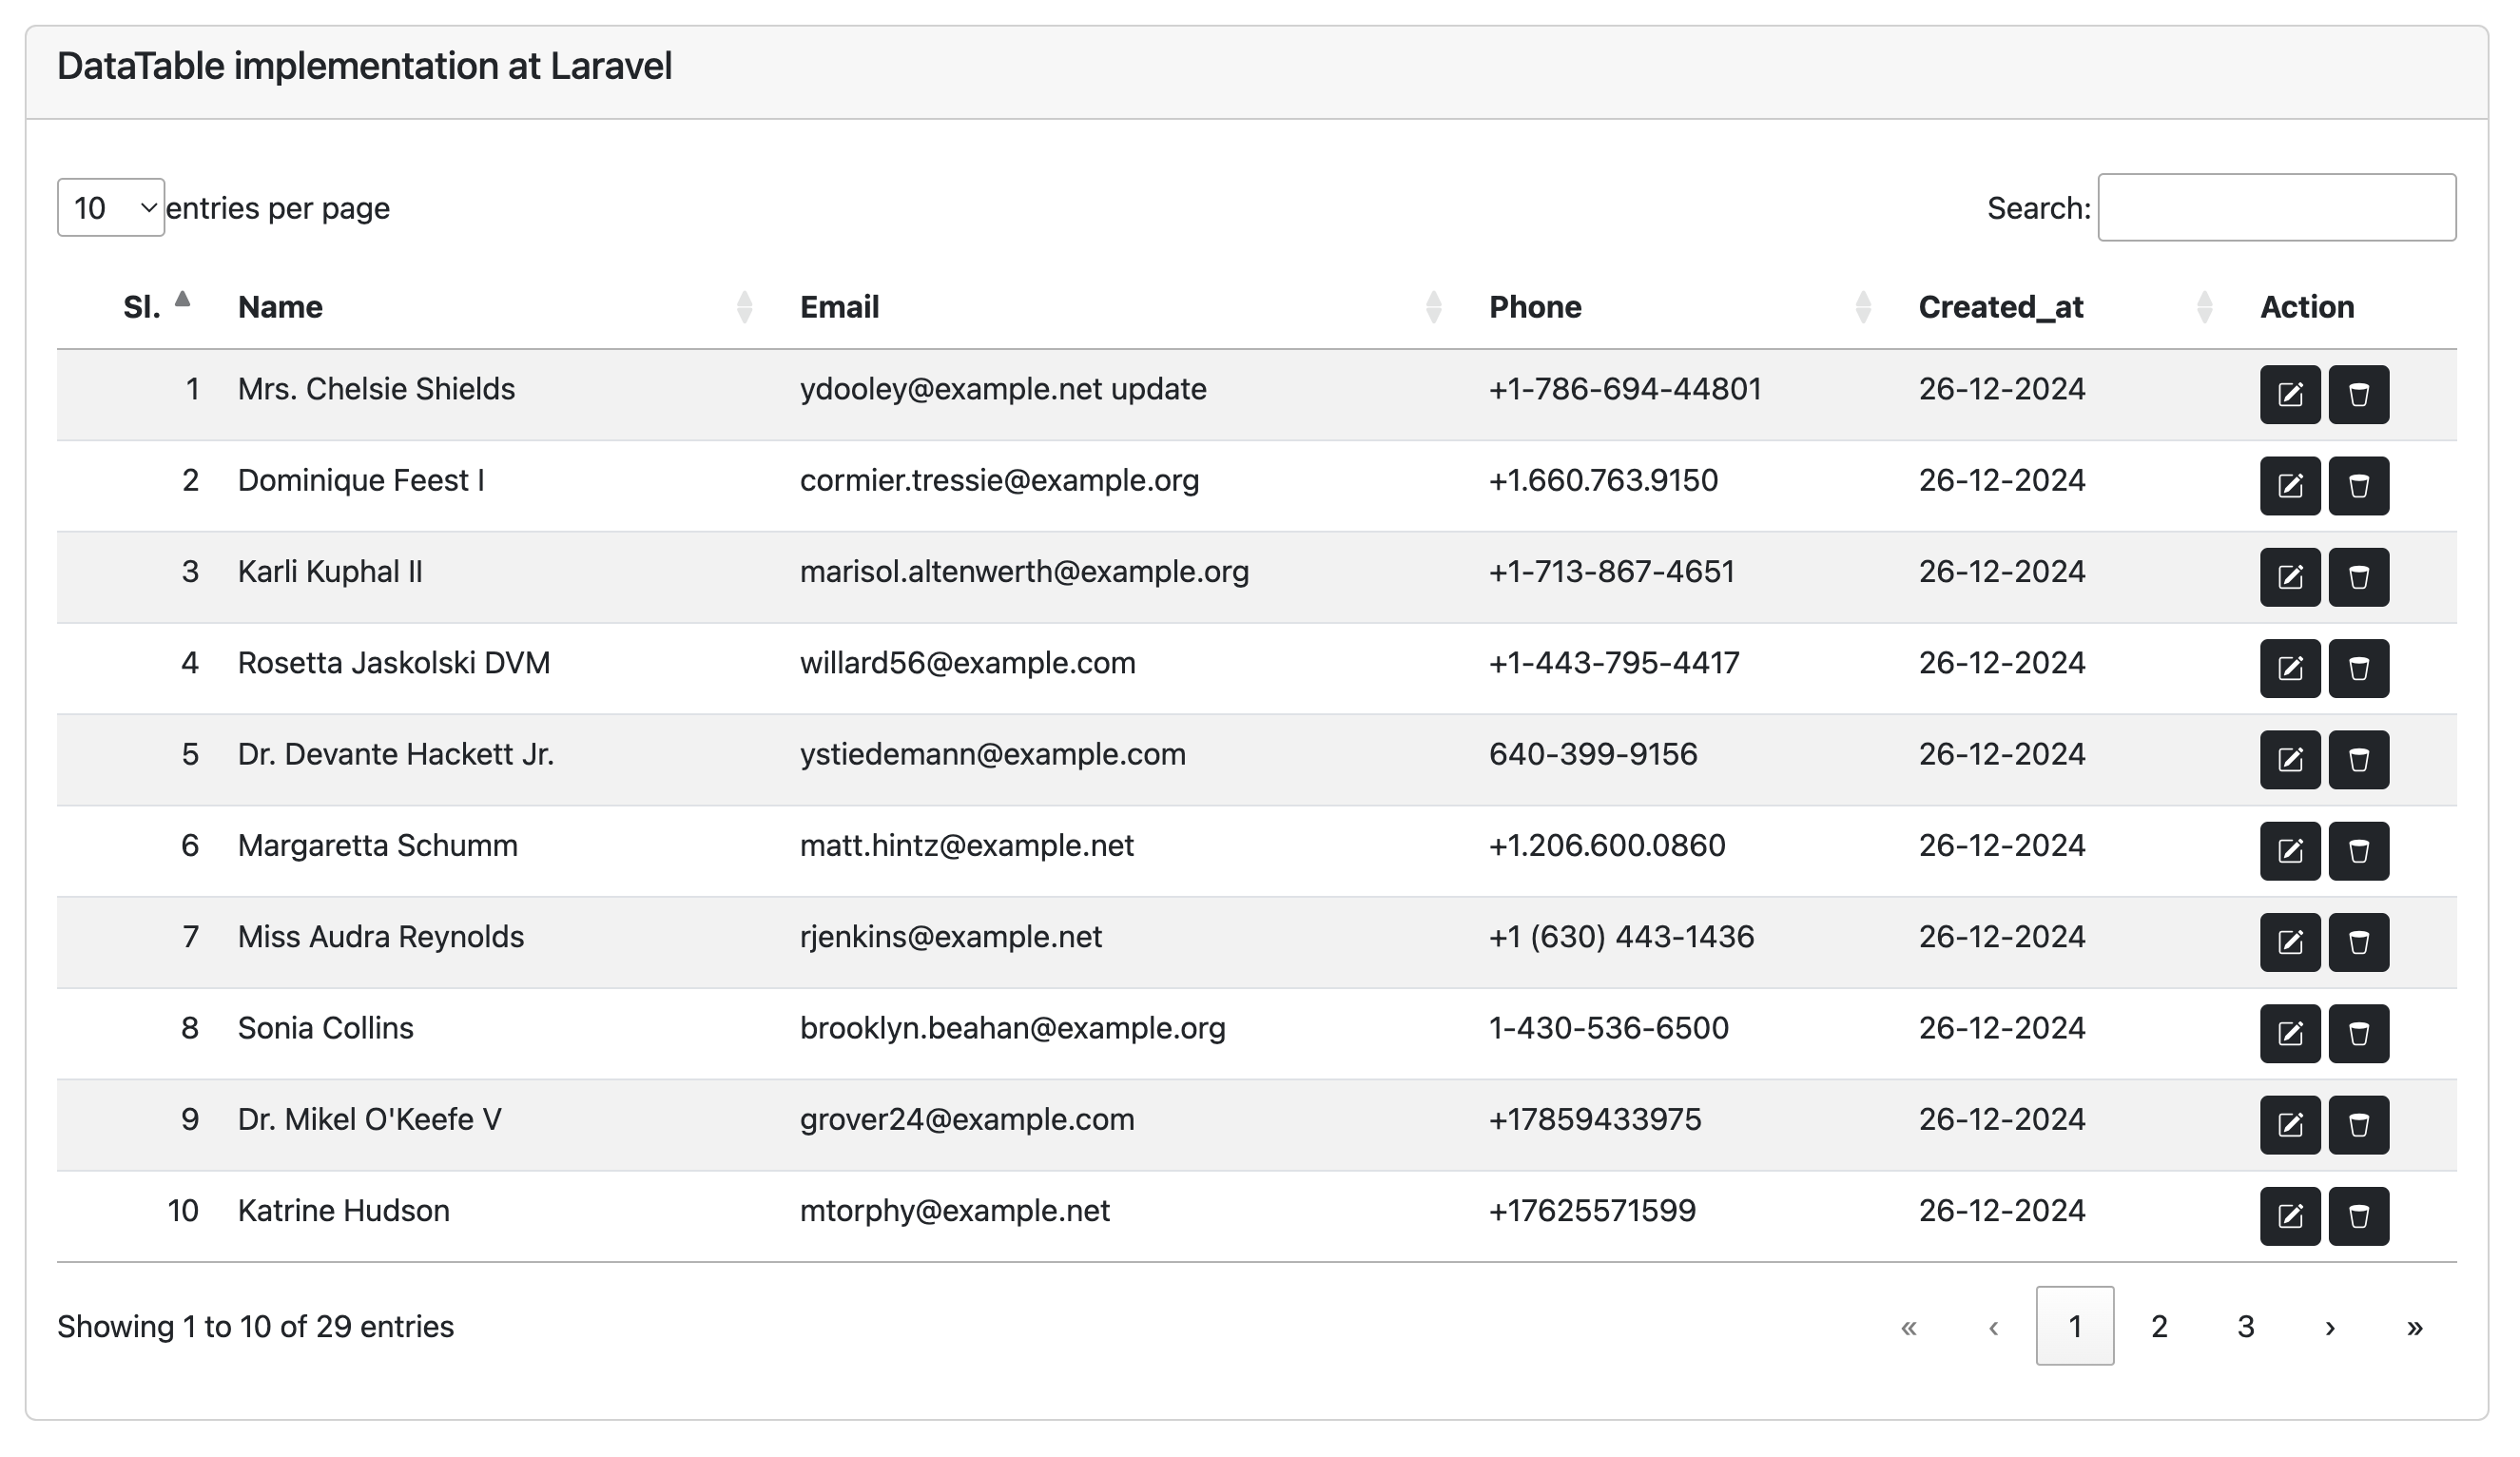 DataTable implementation at Laravel
10 entries per page Search:
Sl. Name Email Phone Created_at Action
1 Mrs. Chelsie Shields ydooley@example.net update +1-786-694-44801 26-12-2024
2 Dominique Feest I cormier.tressie@example.org +1.660.763.9150 26-12-2024
3 Karli Kuphal II marisol.altenwerth@example.org +1-713-867-4651 26-12-2024
4 Rosetta Jaskolski DVM willard56@example.com +1-443-795-4417 26-12-2024
5 Dr. Devante Hackett Jr. ystiedemann@example.com 640-399-9156 26-12-2024
6 Margaretta Schumm matt.hintz@example.net +1.206.600.0860 26-12-2024
7 Miss Audra Reynolds rjenkins@example.net +1 (630) 443-1436 26-12-2024
8 Sonia Collins brooklyn.beahan@example.org 1-430-536-6500 26-12-2024
9 Dr. Mikel O'Keefe V grover24@example.com +17859433975 26-12-2024
10 Katrine Hudson mtorphy@example.net +17625571599 26-12-2024
Showing 1 to 10 of 29 entries « ‹ 1 2 3 › »